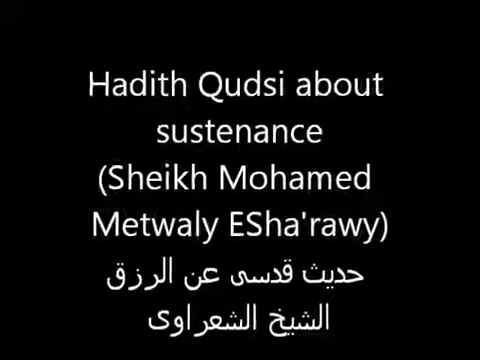 Hadith Qudsi about
sustenance
(Sheikh Mohamed
Metwaly ESha'rawy)
حديث قدسى عن الرزق
الشيخ الشعراوى